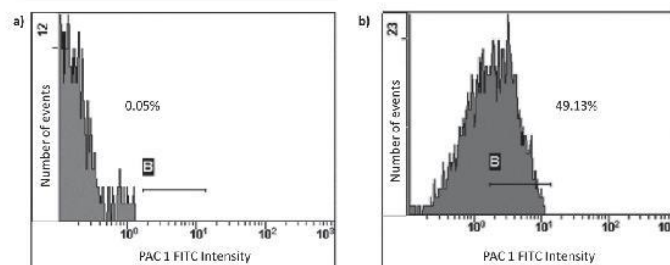 a)
12
Number of events
0.05%
B
10⁰ 10¹ 10² 10³
PAC 1 FITC Intensity
b)
23
Number of events
49.13%
B
10⁰ 10¹ 10²
PAC 1 FITC Intensity